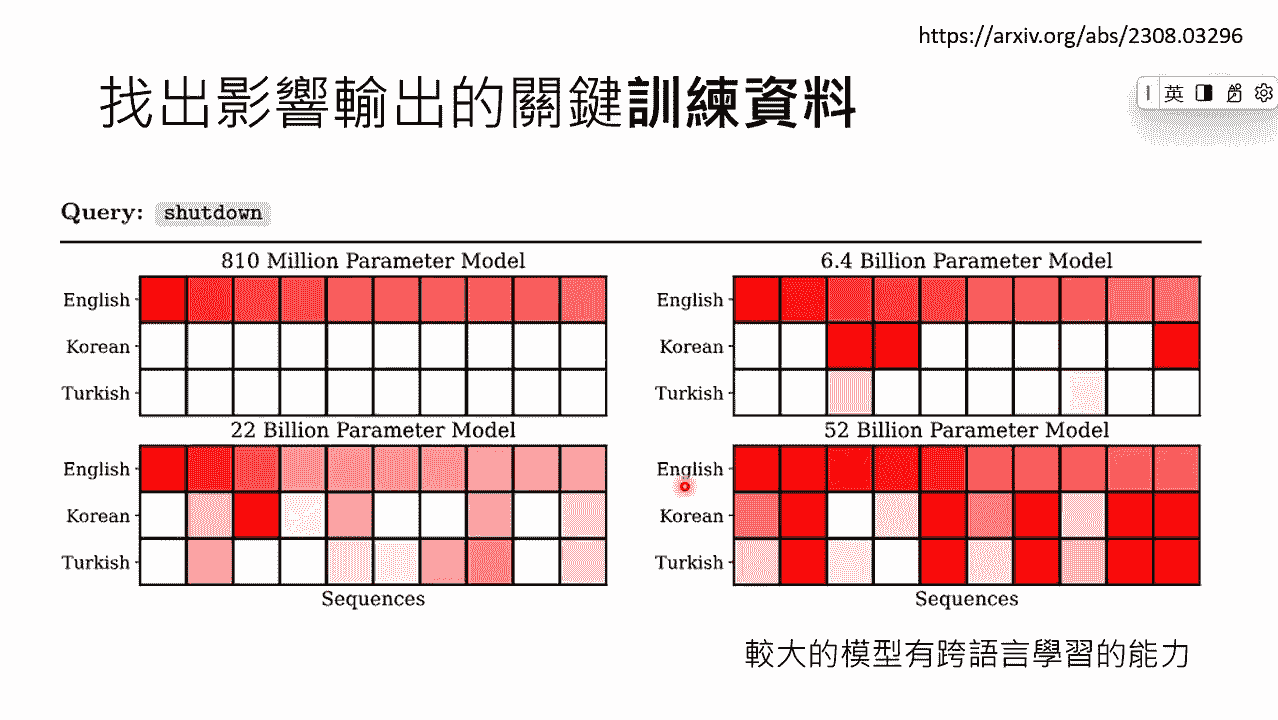 https://arxiv.org/abs/2308.03296
找出影響輸出的關鍵訓練資料
英
Query: shutdown
810 Million Parameter Model
English
Korean
Turkish
6.4 Billion Parameter Model
English
Korean
Turkish
22 Billion Parameter Model
English
Korean
Turkish
Sequences
52 Billion Parameter Model
English
Korean
Turkish
Sequences
較大的模型有跨語言學習的能力